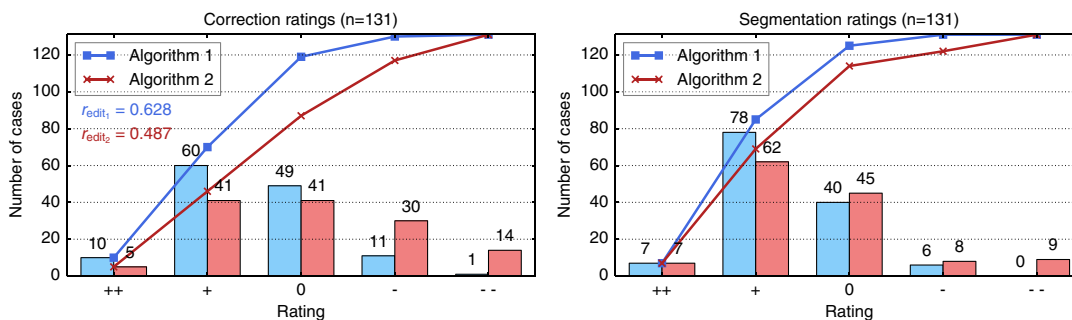 Correction ratings (n=131)
Number of cases
120
100
80
60
40
20
0
Algorithm 1
Algorithm 2
r_edit₁ = 0.628
r_edit₂ = 0.487
10 5 60 41 49 41 11 30 1 14
++ + 0 - - -
Rating
Segmentation ratings (n=131)
Number of cases
120
100
80
60
40
20
0
Algorithm 1
Algorithm 2
7 7 78 62 40 45 6 8 0 9
++ + 0 - - -
Rating